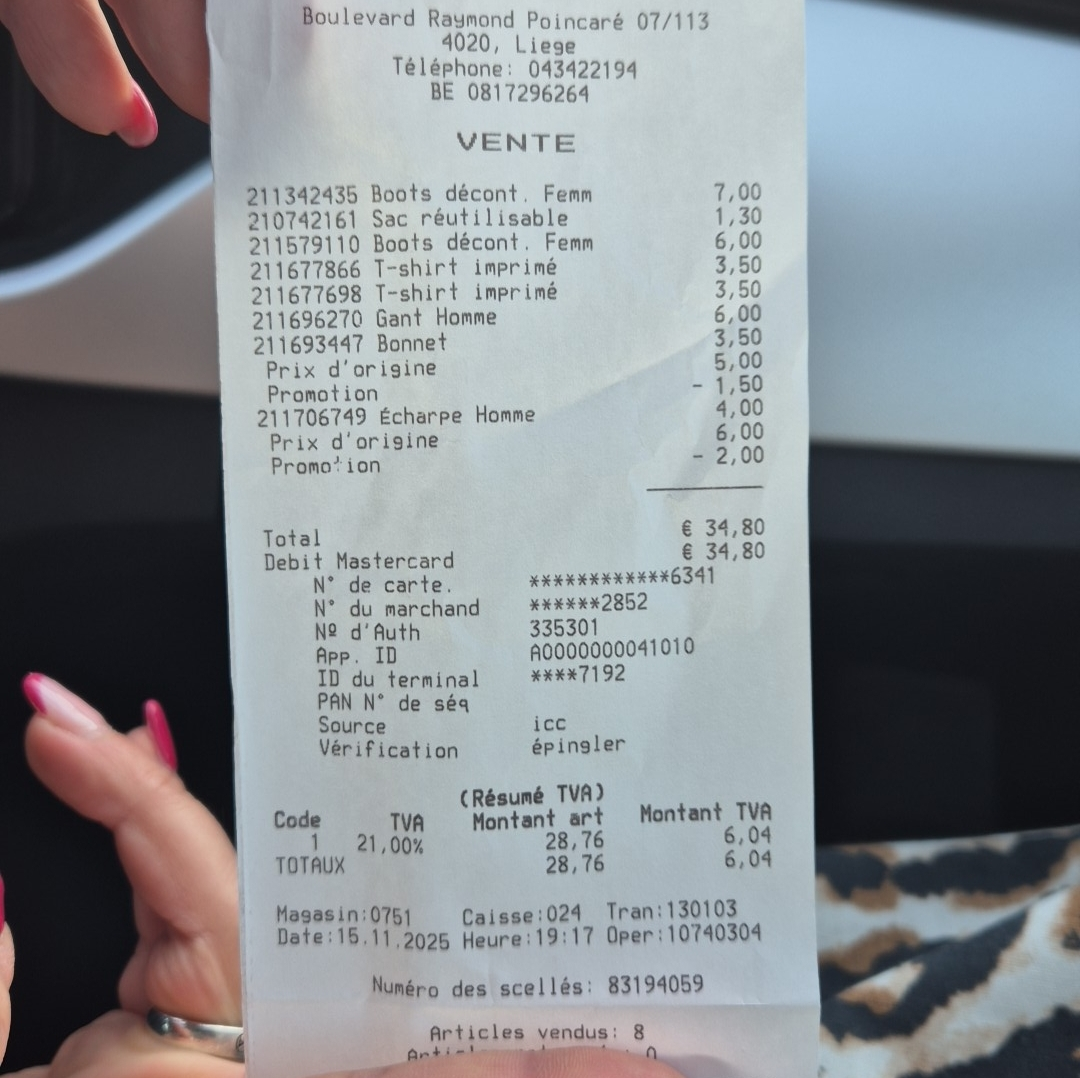 Boulevard Raymond Poincaré 07/113
4020, Liege
Téléphone: 043422194
BE 0817296264
VENTE
211342435 Boots décont. Femm 7,00
210742161 Sac réutilisable 1,30
211579110 Boots décont. Femm 6,00
211677866 T-shirt imprimé 3,50
211677698 T-shirt imprimé 3,50
211696270 Gant Homme 6,00
211693447 Bonnet 3,50
Prix d'origine 5,00
Promotion - 1,50
211706749 Écharpe Homme 4,00
Prix d'origine 6,00
Promotion - 2,00
Total € 34,80
Debit Mastercard € 34,80
N° de carte. ************6341
N° du marchand ******2852
Nº d'Auth 335301
App. ID A0000000041010
ID du terminal ****7192
PAN N° de séq
Source icc
Vérification épingler
(Résumé TVA)
Code TVA Montant art Montant TVA
1 21,00% 28,76 6,04
TOTAUX 28,76 6,04
Magasin:0751 Caisse:024 Tran:130103
Date:15.11.2025 Heure:19:17 Oper:10740304
Numéro des scellés: 83194059
Articles vendus: 8